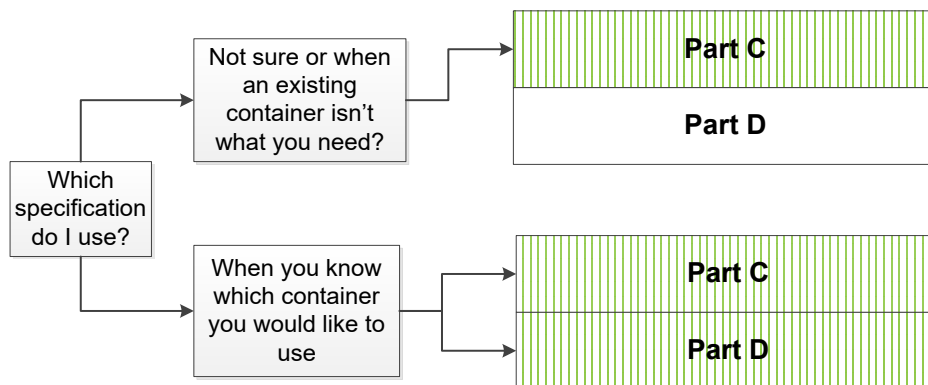 Which
specification
do I use?
Not sure or when
an existing
container isn't
what you need?
Part C
Part D
When you know
which container
you would like to
use
Part C
Part D